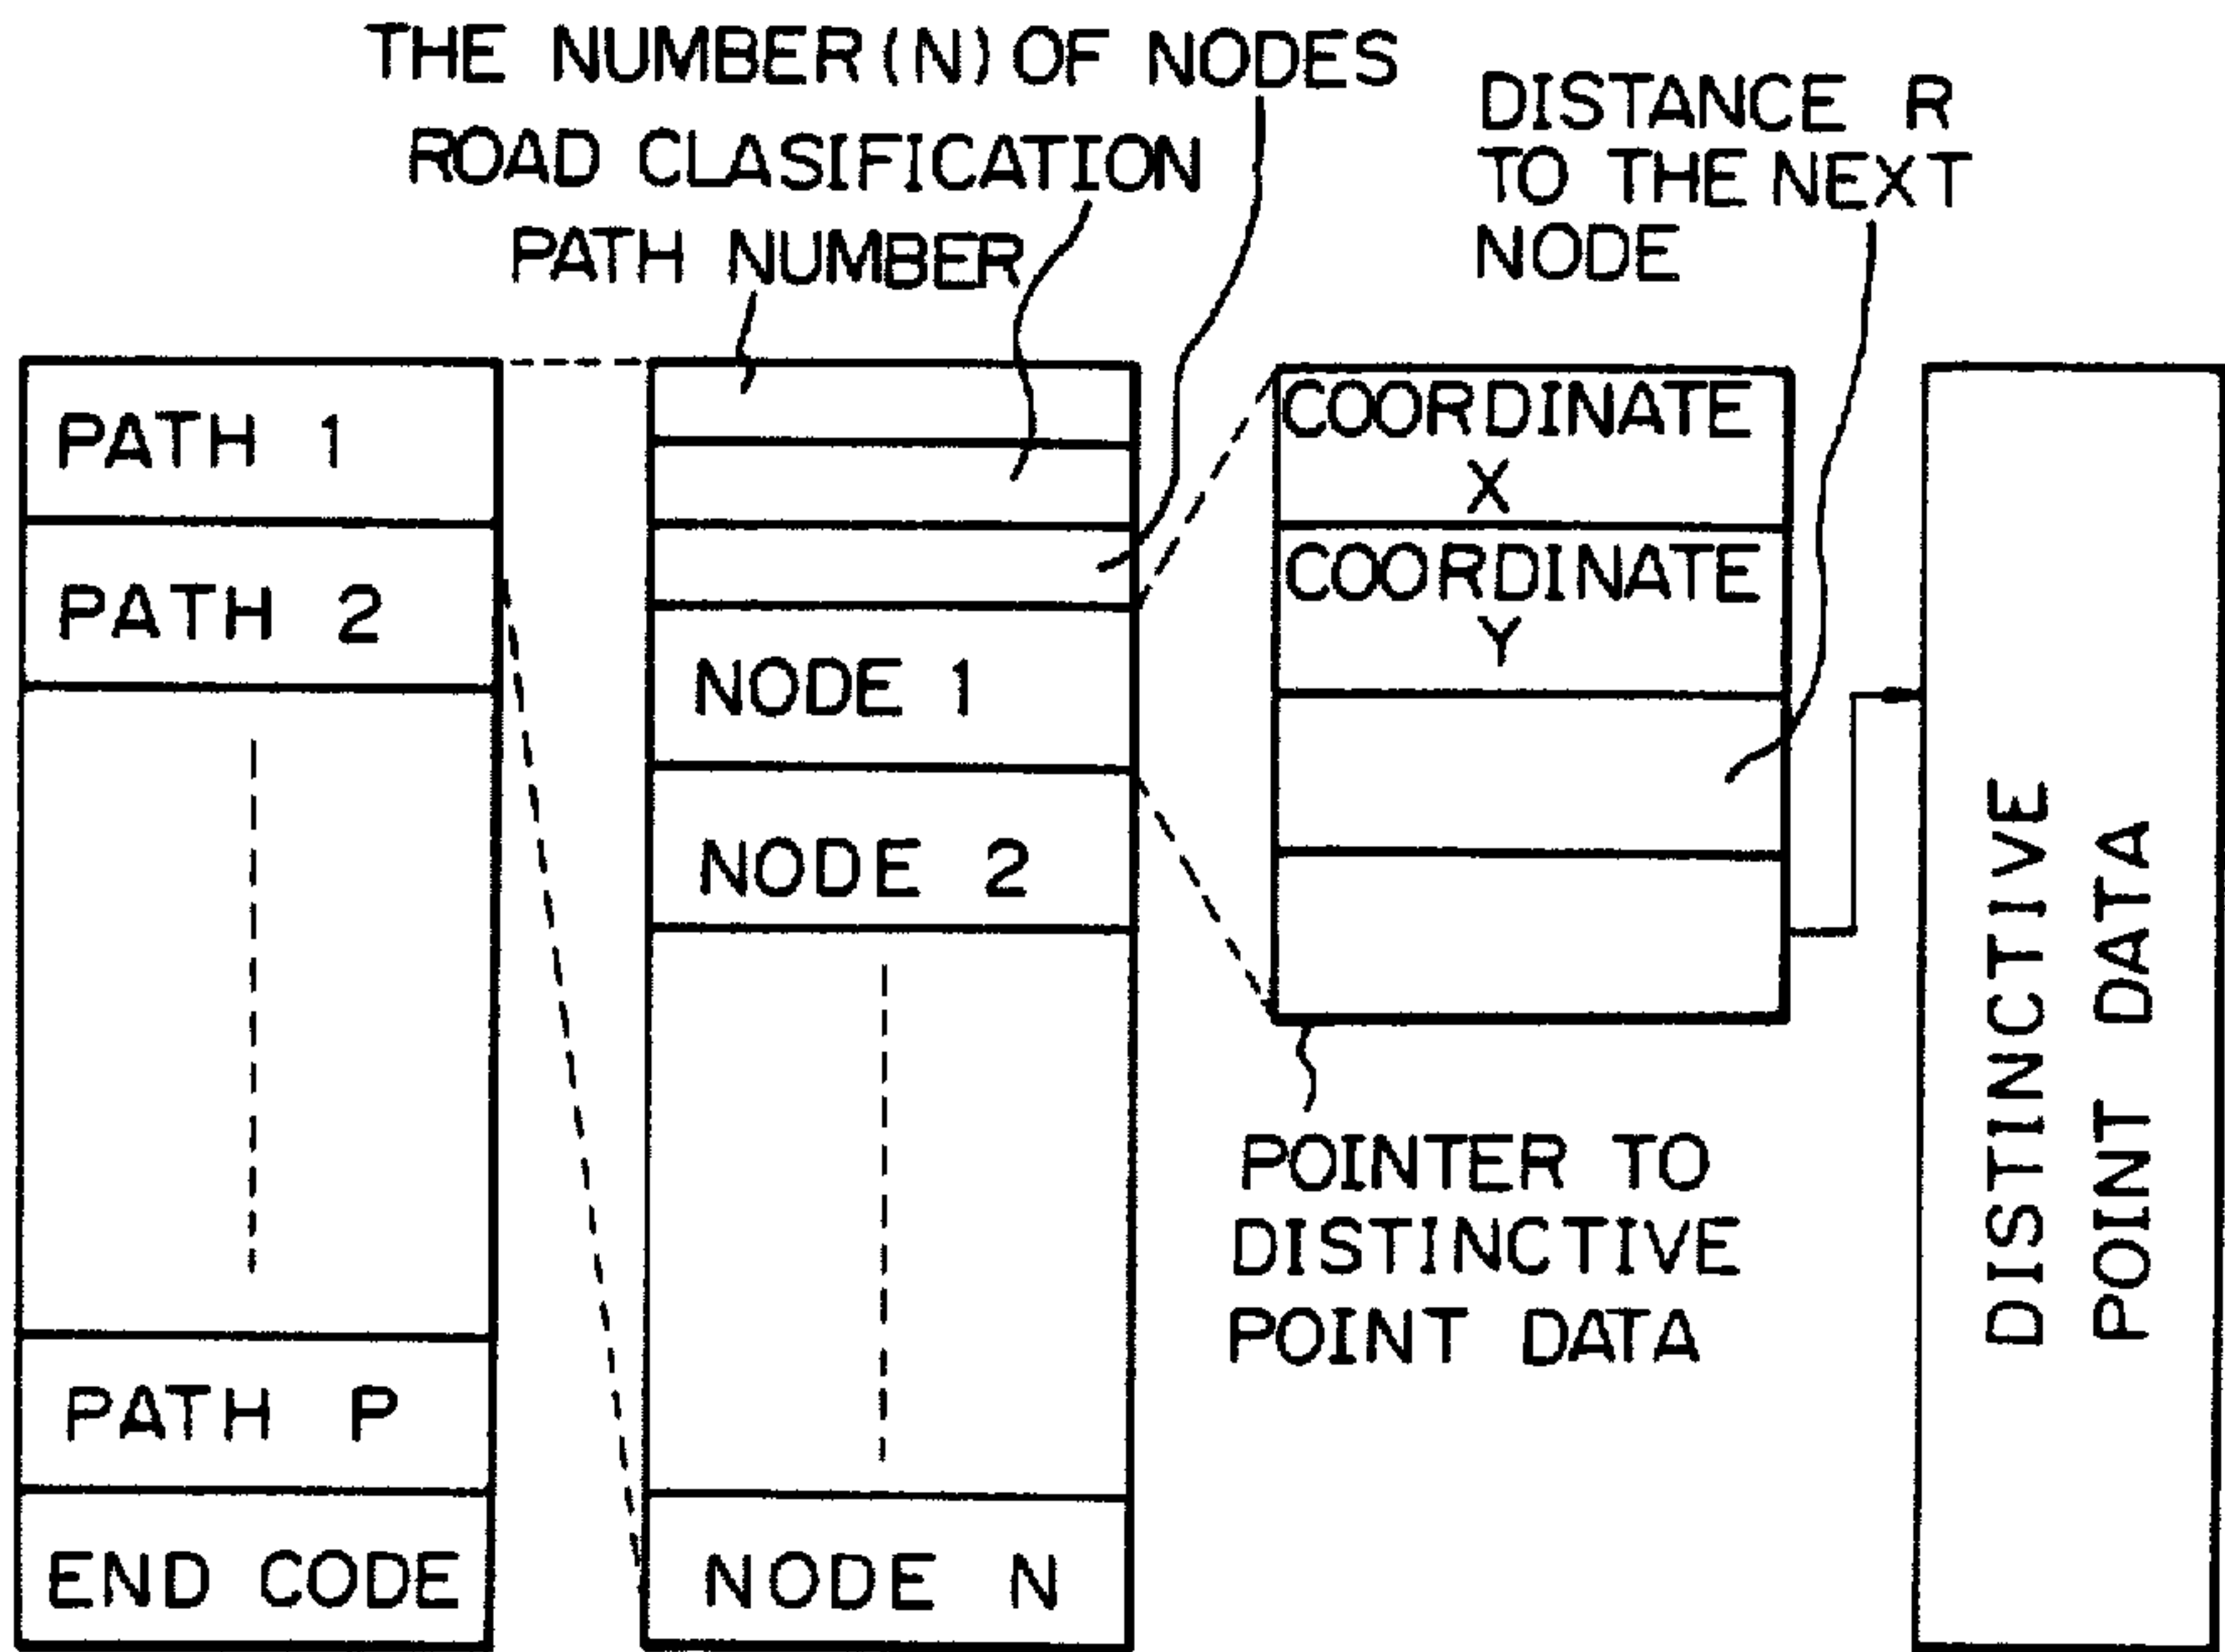 THE NUMBER(N) OF NODES
ROAD CLASIFICATION
PATH NUMBER
DISTANCE R
TO THE NEXT
NODE
PATH 1
PATH 2
PATH P
END CODE
NODE 1
NODE 2
NODE N
COORDINATE
X
COORDINATE
Y
POINTER TO
DISTINCTIVE
POINT DATA
DISTINCTIVE
POINT DATA